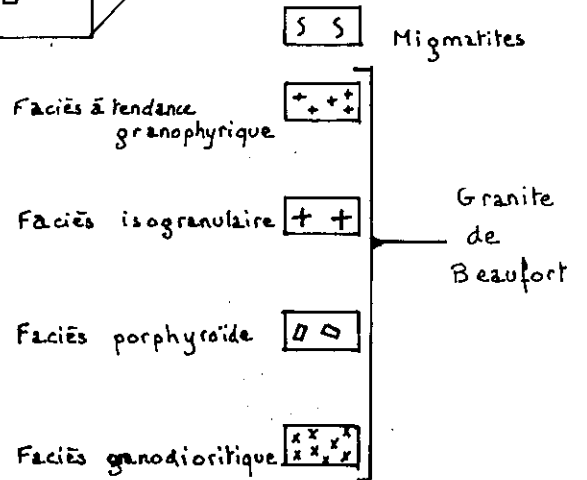 Migmatites
Faciès à tendance
granophyrique
Faciès isogranulaire
Granite
de
Beaufort
Faciès porphyroïde
Faciès granodioritique